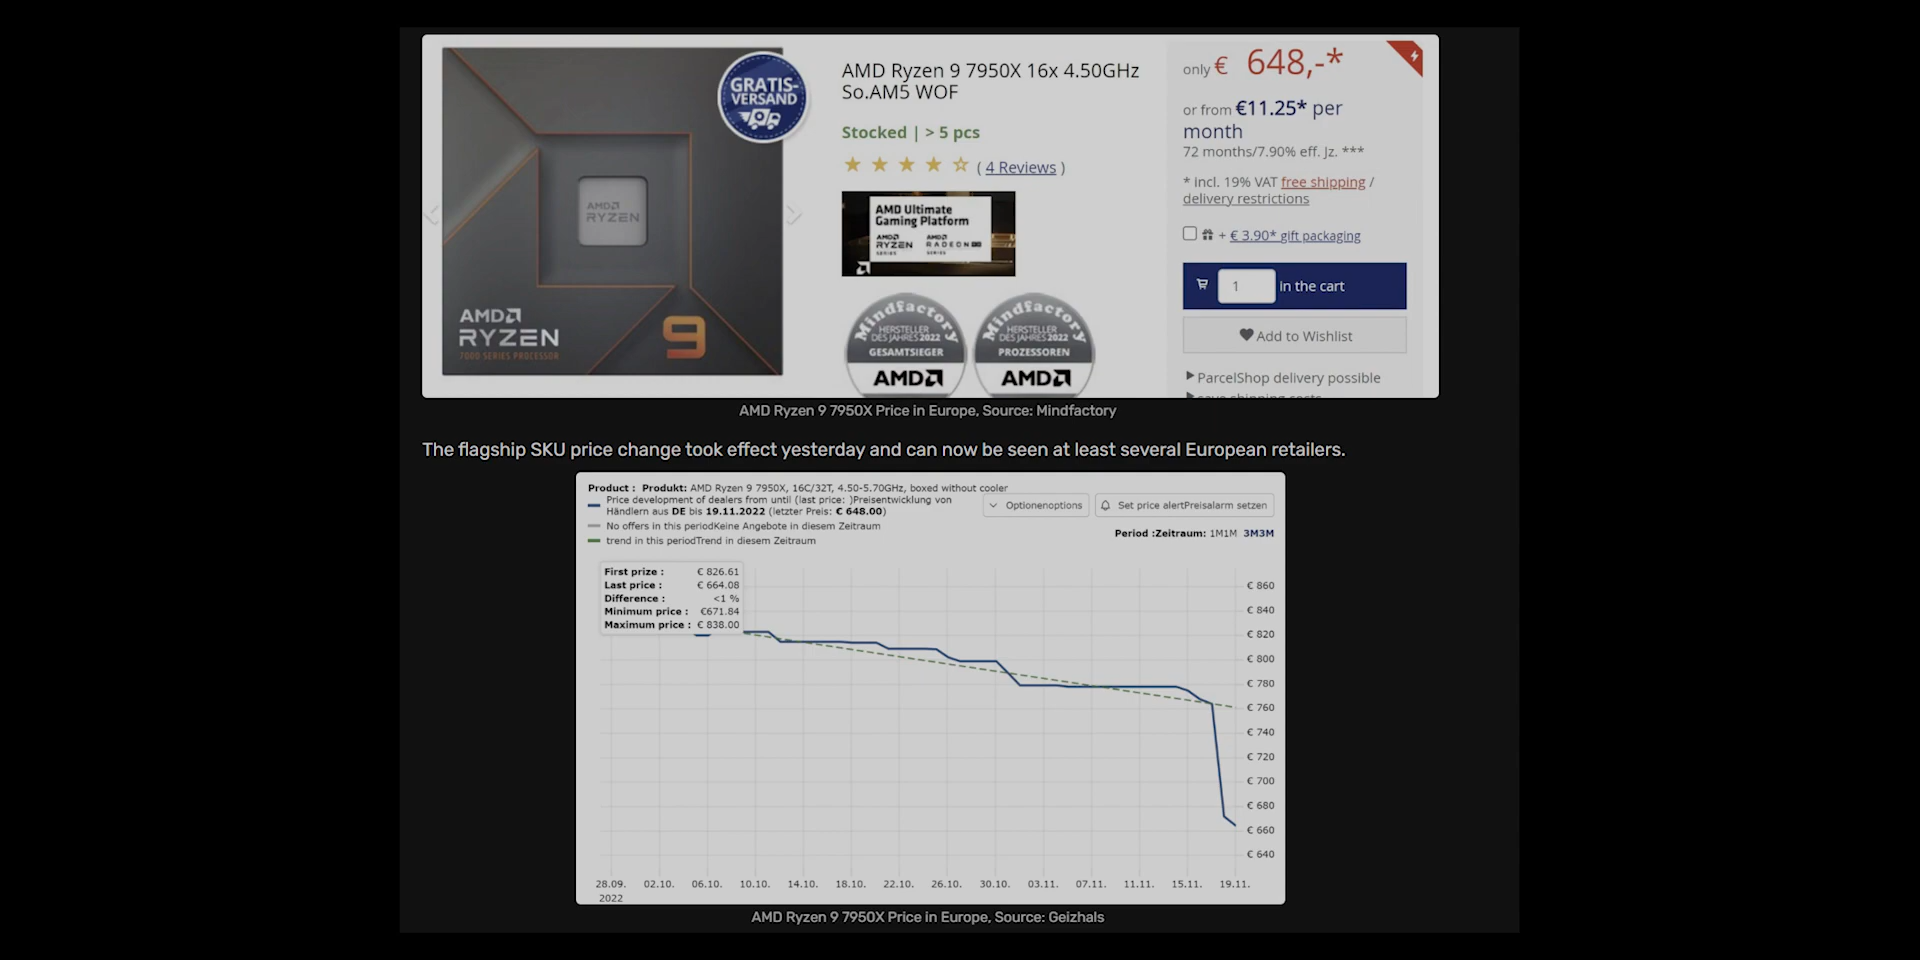 GRATIS-
VERSAND
AMD
RYZEN
AMD
RYZEN
7000 SERIES PROCESSOR
9
AMD Ryzen 9 7950X 16x 4.50GHz
So.AM5 WOF
Stocked | > 5 pcs
( 4 Reviews )
AMD Ultimate
Gaming Platform
AMD
RYZEN
SERIES
AMD
RADEON
SERIES
Mindfactory
HERSTELLER
DES JAHRES 2022
GESAMTSIEGER
AMD
Mindfactory
HERSTELLER
DES JAHRES 2022
PROZESSOREN
AMD
only € 648,-*
or from €11.25* per
month
72 months/7.90% eff. Jz. ***
* incl. 19% VAT free shipping /
delivery restrictions
+ € 3.90* gift packaging
1 in the cart
Add to Wishlist
ParcelShop delivery possible
save shipping costs
AMD Ryzen 9 7950X Price in Europe, Source: Mindfactory
The flagship SKU price change took effect yesterday and can now be seen at least several European retailers.
Product : Produkt: AMD Ryzen 9 7950X, 16C/32T, 4.50-5.70GHz, boxed without cooler
Price development of dealers from until (last price: )Preisentwicklung von
Händlern aus DE bis 19.11.2022 (letzter Preis: € 648.00)
No offers in this periodKeine Angebote in diesem Zeitraum
trend in this periodTrend in diesem Zeitraum
Optionenoptions
Set price alertPreisalarm setzen
Period :Zeitraum: 1M1M 3M3M
First prize : € 826.61
Last price : € 664.08
Difference : <1 %
Minimum price : €671.84
Maximum price : € 838.00
€ 860
€ 840
€ 820
€ 800
€ 780
€ 760
€ 740
€ 720
€ 700
€ 680
€ 660
€ 640
28.09. 02.10. 06.10. 10.10. 14.10. 18.10. 22.10. 26.10. 30.10. 03.11. 07.11. 11.11. 15.11. 19.11.
2022
AMD Ryzen 9 7950X Price in Europe, Source: Geizhals